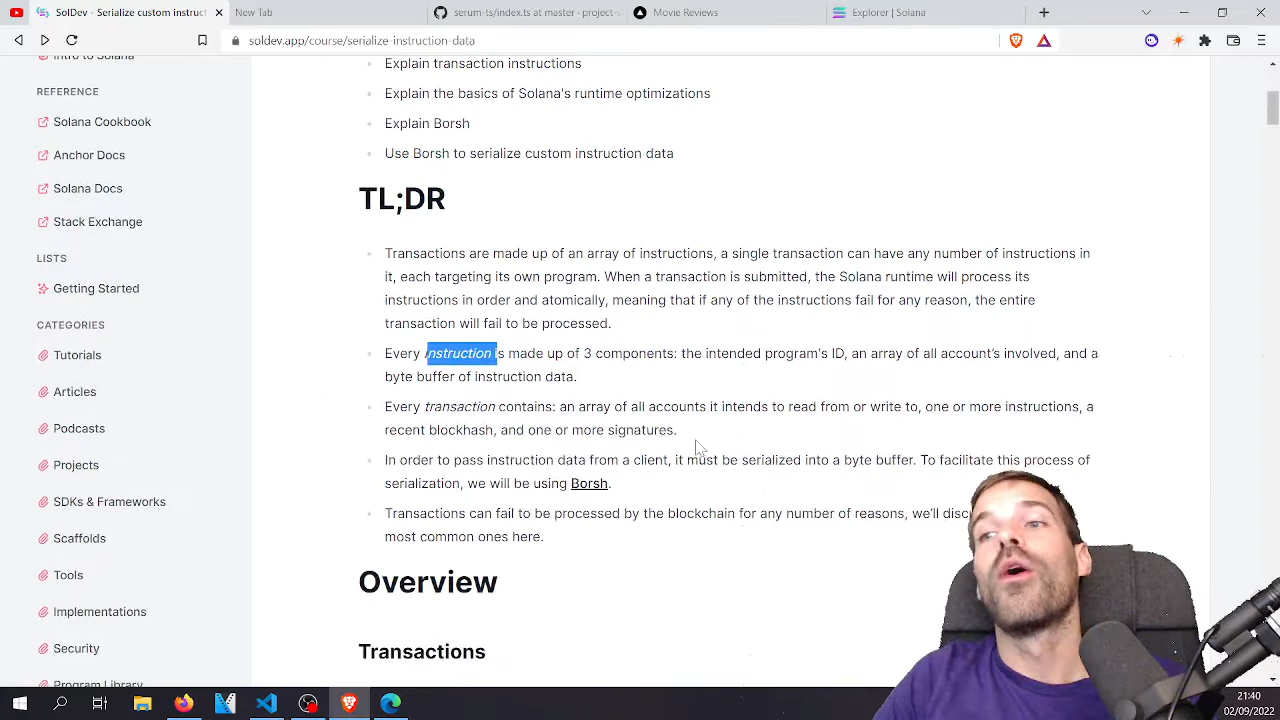 SolDev - Serialize custom instruct
New Tab
serum-ts/index.ts at master · project-s
Movie Reviews
Explorer | Solana
soldev.app/course/serialize-instruction-data
Intro to Solana
REFERENCE
Solana Cookbook
Anchor Docs
Solana Docs
Stack Exchange
LISTS
Getting Started
CATEGORIES
Tutorials
Articles
Podcasts
Projects
SDKs & Frameworks
Scaffolds
Tools
Implementations
Security
Program Library
Explain transaction instructions
Explain the basics of Solana's runtime optimizations
Explain Borsh
Use Borsh to serialize custom instruction data
TL;DR
Transactions are made up of an array of instructions, a single transaction can have any number of instructions in
it, each targeting its own program. When a transaction is submitted, the Solana runtime will process its
instructions in order and atomically, meaning that if any of the instructions fail for any reason, the entire
transaction will fail to be processed.
Every instruction is made up of 3 components: the intended program's ID, an array of all account's involved, and a
byte buffer of instruction data.
Every transaction contains: an array of all accounts it intends to read from or write to, one or more instructions, a
recent blockhash, and one or more signatures.
In order to pass instruction data from a client, it must be serialized into a byte buffer. To facilitate this process of
serialization, we will be using Borsh.
Transactions can fail to be processed by the blockchain for any number of reasons, we'll
most common ones here.
Overview
Transactions
21:40
02/09/2022